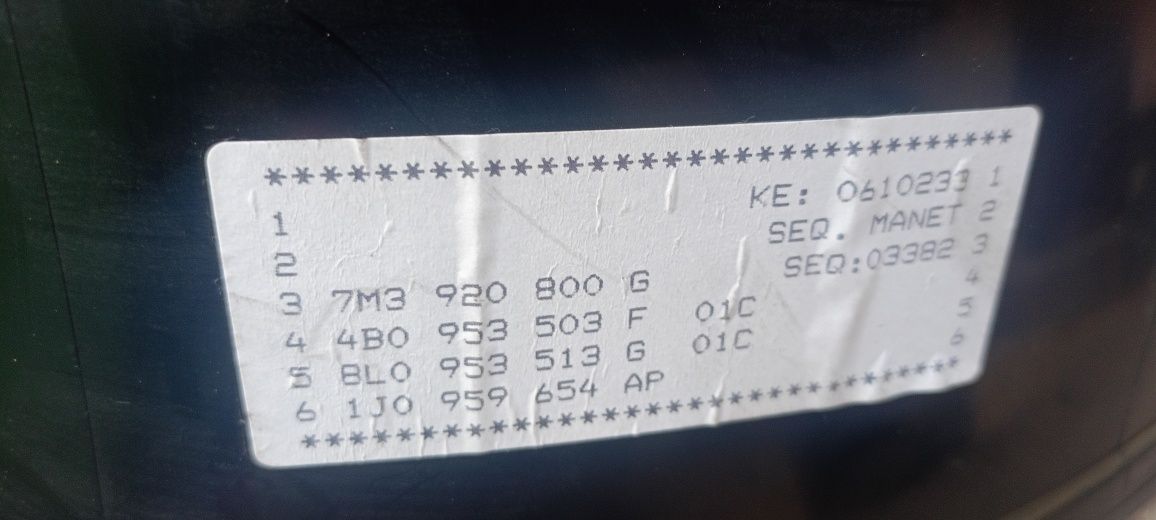 *****************************
1 KE: 0610233 1
2 SEQ. MANET 2
3 7M3 920 800 G SEQ:03382 3
4 4B0 953 503 F 01C 4
5 8L0 953 513 G 01C 5
6 1J0 959 654 AP 6
*****************************